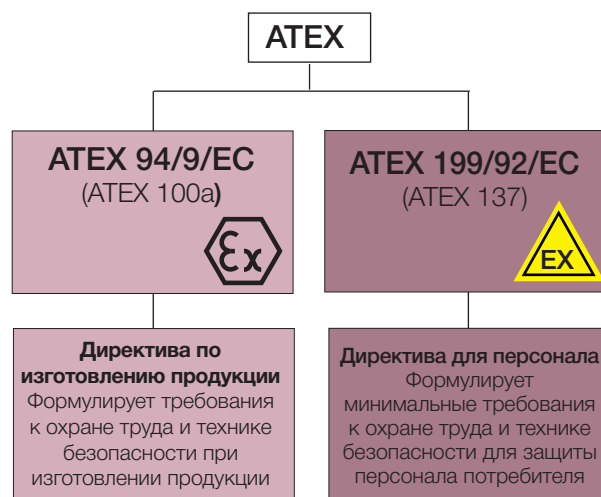 ATEX
ATEX 94/9/EC
(ATEX 100a)
Ex
Директива по
изготовлению продукции
Формулирует требования
к охране труда и технике
безопасности при
изготовлении продукции
ATEX 199/92/EC
(ATEX 137)
EX
Директива для персонала
Формулирует
минимальные требования
к охране труда и технике
безопасности для защиты
персонала потребителя